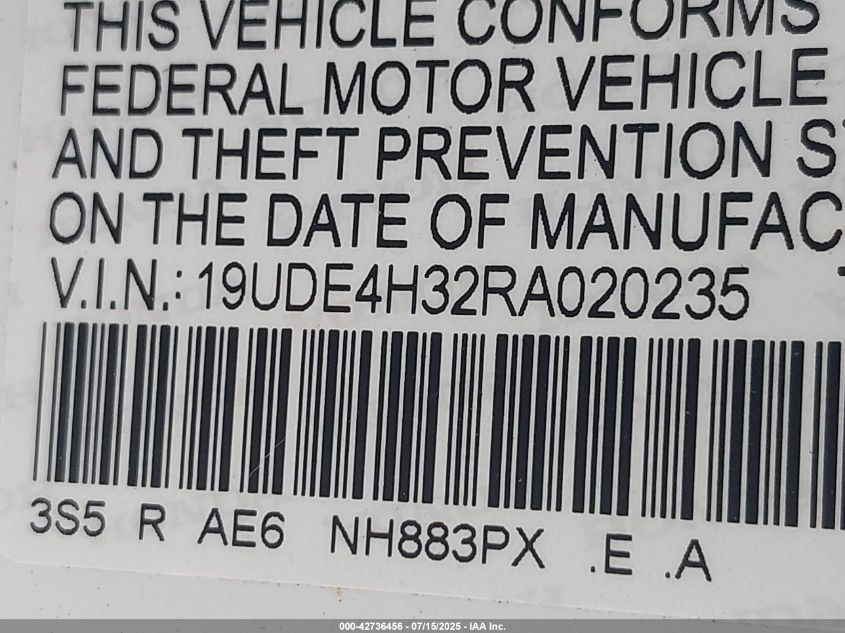 THIS VEHICLE CONFORMS
FEDERAL MOTOR VEHICLE
AND THEFT PREVENTION S
ON THE DATE OF MANUFAC
V.I.N.: 19UDE4H32RA020235
3S5 R AE6 NH883PX .E .A
000-42736456 - 07/15/2025 - IAA Inc.